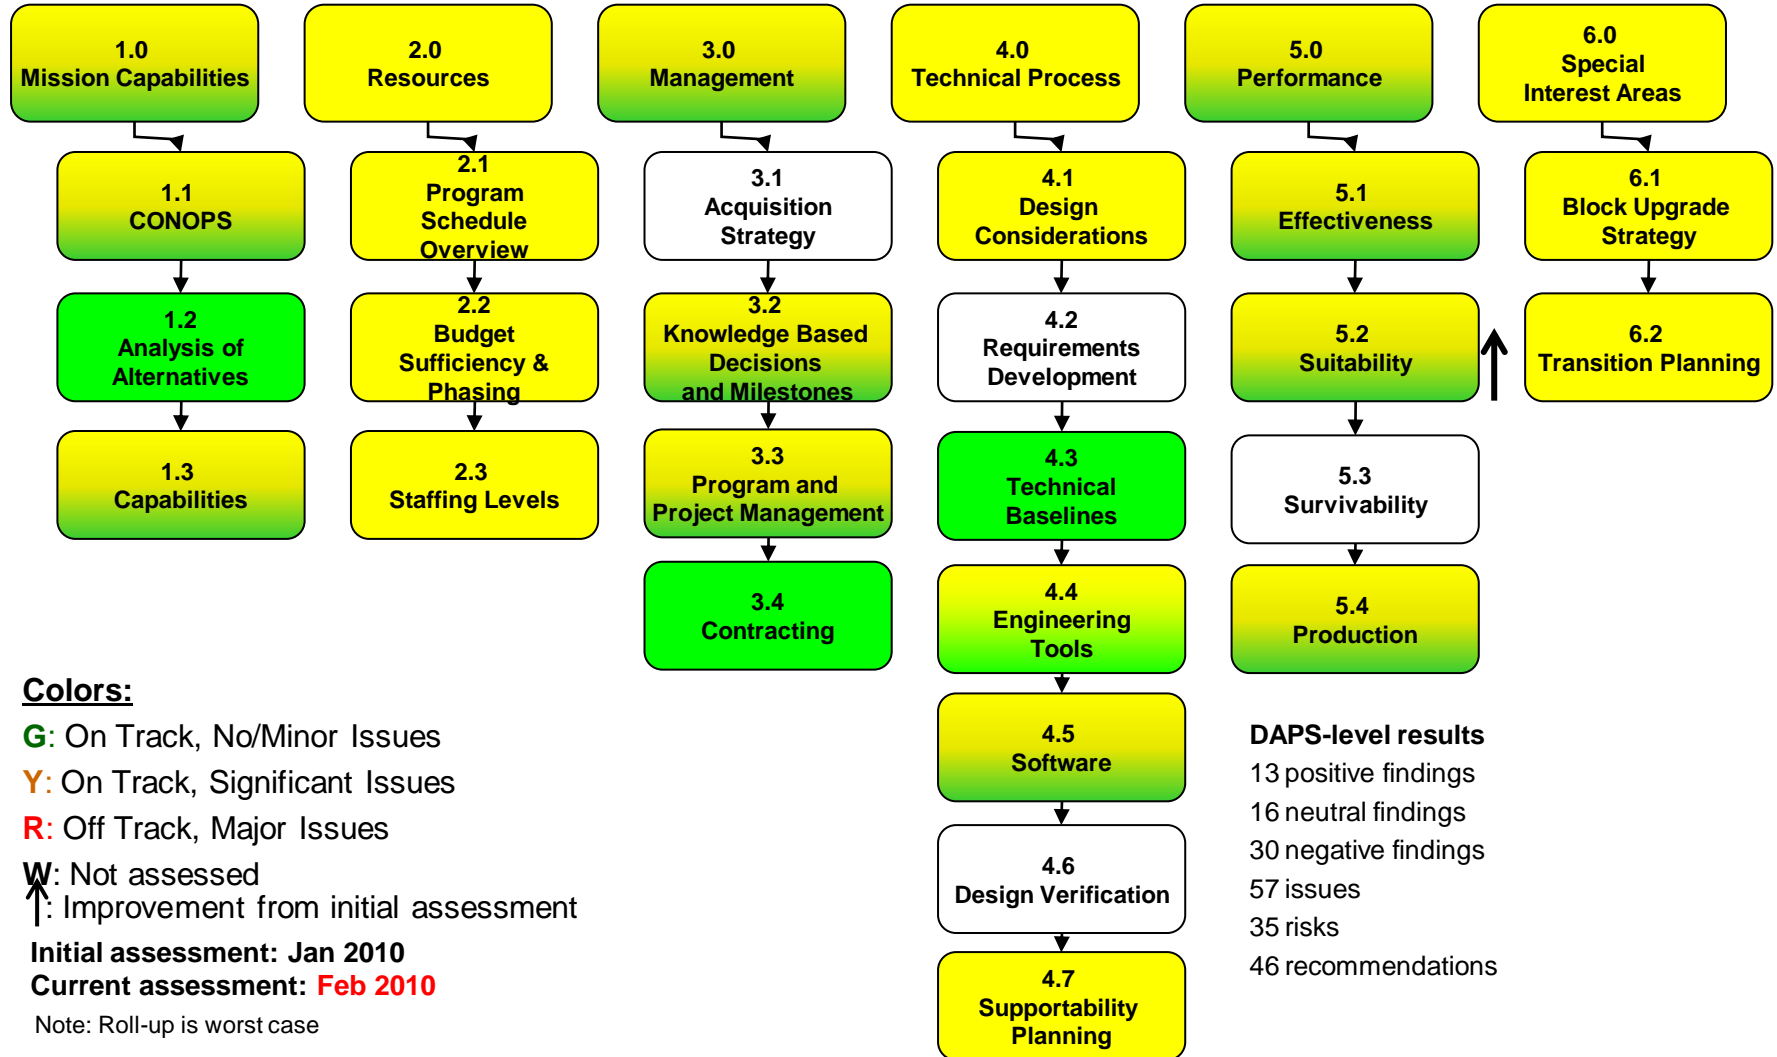 1.0
Mission Capabilities
2.0
Resources
3.0
Management
4.0
Technical Process
5.0
Performance
6.0
Special
Interest Areas
1.1
CONOPS
1.2
Analysis of
Alternatives
1.3
Capabilities
2.1
Program
Schedule
Overview
2.2
Budget
Sufficiency &
Phasing
2.3
Staffing Levels
3.1
Acquisition
Strategy
3.2
Knowledge Based
Decisions
and Milestones
3.3
Program and
Project Management
3.4
Contracting
4.1
Design
Considerations
4.2
Requirements
Development
4.3
Technical
Baselines
4.4
Engineering
Tools
4.5
Software
4.6
Design Verification
4.7
Supportability
Planning
5.1
Effectiveness
5.2
Suitability
5.3
Survivability
5.4
Production
6.1
Block Upgrade
Strategy
6.2
Transition Planning
Colors:
G: On Track, No/Minor Issues
Y: On Track, Significant Issues
R: Off Track, Major Issues
W: Not assessed
: Improvement from initial assessment
Initial assessment: Jan 2010
Current assessment: Feb 2010
Note: Roll-up is worst case
DAPS-level results
13 positive findings
16 neutral findings
30 negative findings
57 issues
35 risks
46 recommendations